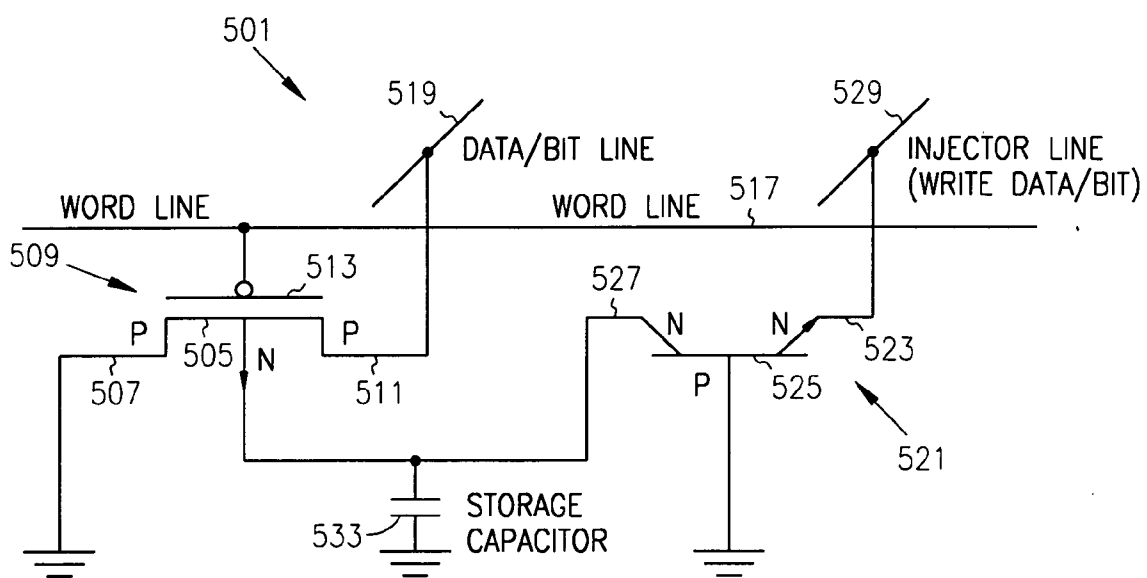 501
519
529
DATA/BIT LINE
INJECTOR LINE
(WRITE DATA/BIT)
WORD LINE
WORD LINE
517
509
513
527
P
505
N
P
507
511
N
N
523
P
525
521
533
STORAGE
CAPACITOR